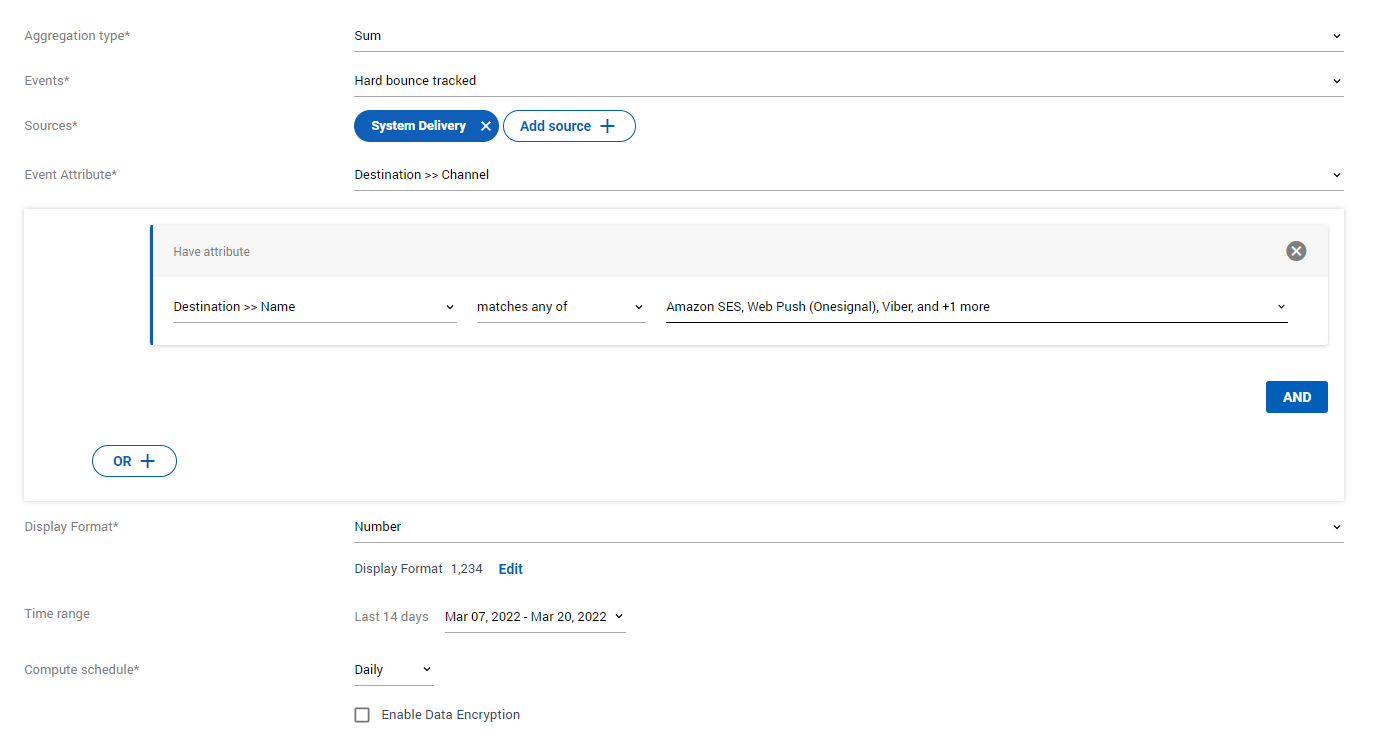 Aggregation type* Sum
Events* Hard bounce tracked
Sources* System Delivery Add source
Event Attribute* Destination >> Channel
Have attribute
Destination >> Name matches any of Amazon SES, Web Push (Onesignal), Viber, and +1 more
AND
OR
Display Format* Number
Display Format 1,234 Edit
Time range Last 14 days Mar 07, 2022 - Mar 20, 2022
Compute schedule* Daily
Enable Data Encryption